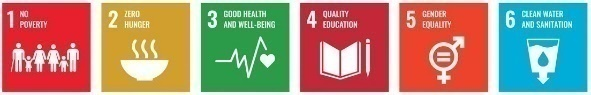 1 NO
POVERTY
2 ZERO
HUNGER
3 GOOD HEALTH
AND WELL-BEING
4 QUALITY
EDUCATION
5 GENDER
EQUALITY
6 CLEAN WATER
AND SANITATION